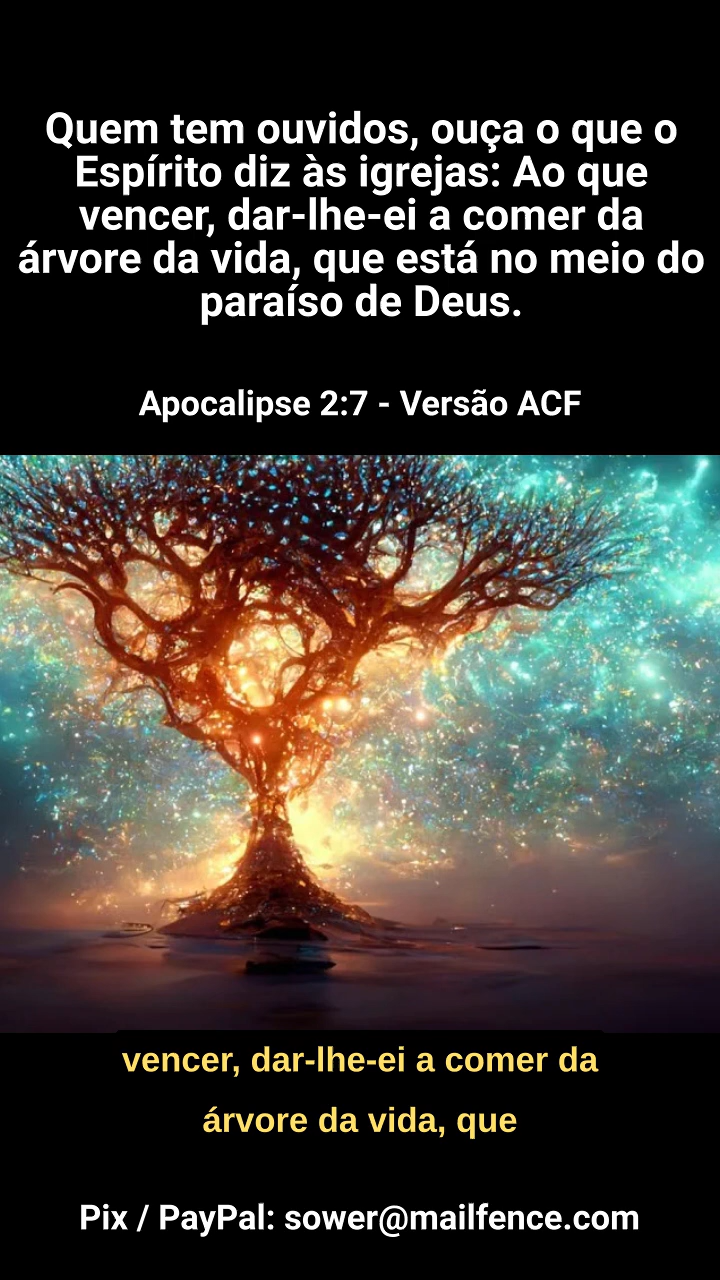 Quem tem ouvidos, ouça o que o
Espírito diz às igrejas: Ao que
vencer, dar-lhe-ei a comer da
árvore da vida, que está no meio do
paraíso de Deus.
Apocalipse 2:7 - Versão ACF
vencer, dar-lhe-ei a comer da
árvore da vida, que
Pix / PayPal: sower@mailfence.com